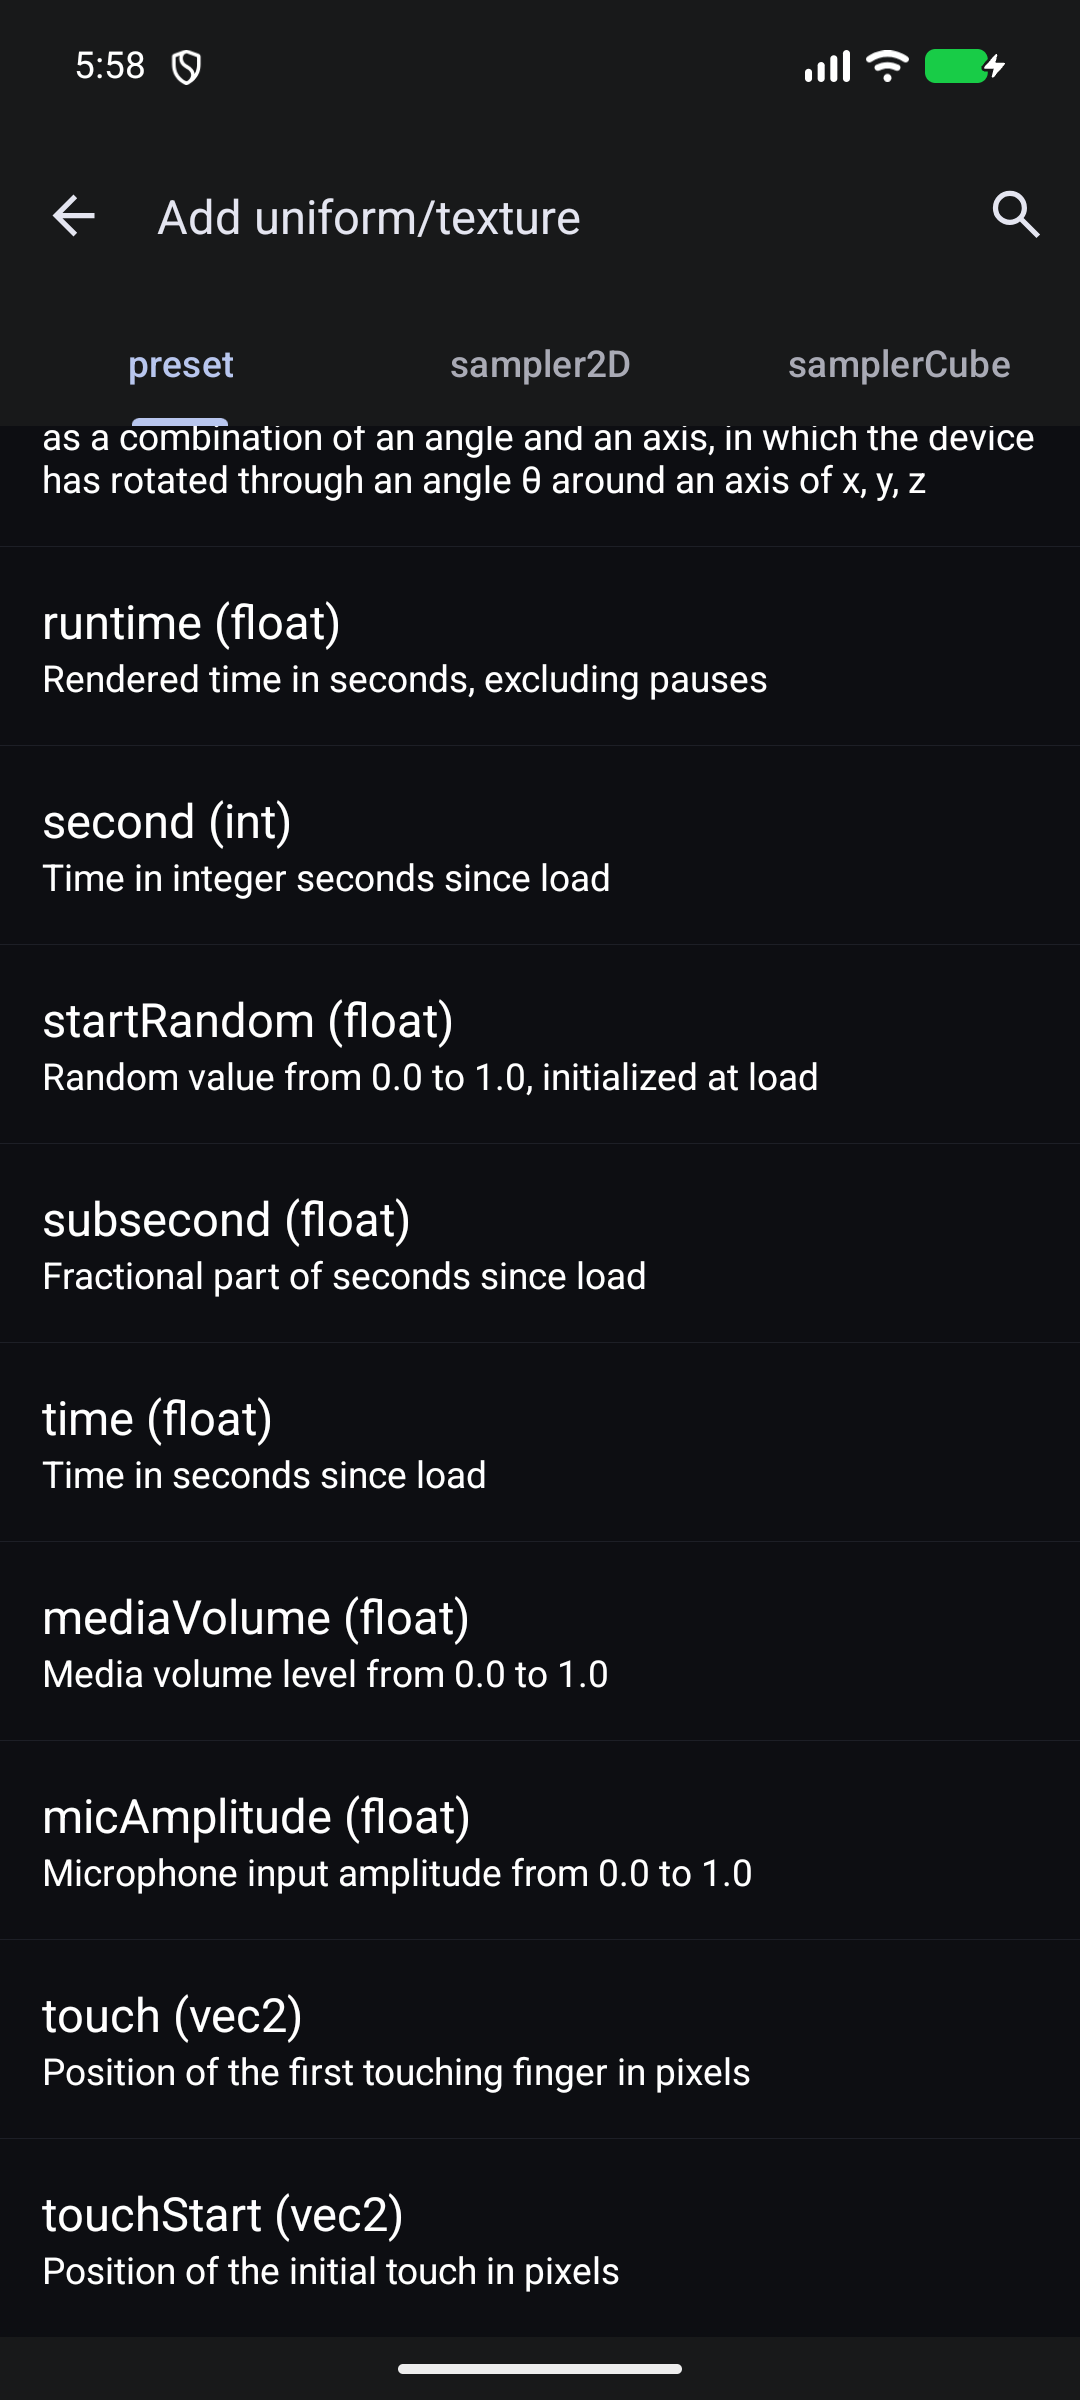 5:58
Add uniform/texture
preset
sampler2D
samplerCube
as a combination of an angle and an axis, in which the device
has rotated through an angle θ around an axis of x, y, z
runtime (float)
Rendered time in seconds, excluding pauses
second (int)
Time in integer seconds since load
startRandom (float)
Random value from 0.0 to 1.0, initialized at load
subsecond (float)
Fractional part of seconds since load
time (float)
Time in seconds since load
mediaVolume (float)
Media volume level from 0.0 to 1.0
micAmplitude (float)
Microphone input amplitude from 0.0 to 1.0
touch (vec2)
Position of the first touching finger in pixels
touchStart (vec2)
Position of the initial touch in pixels